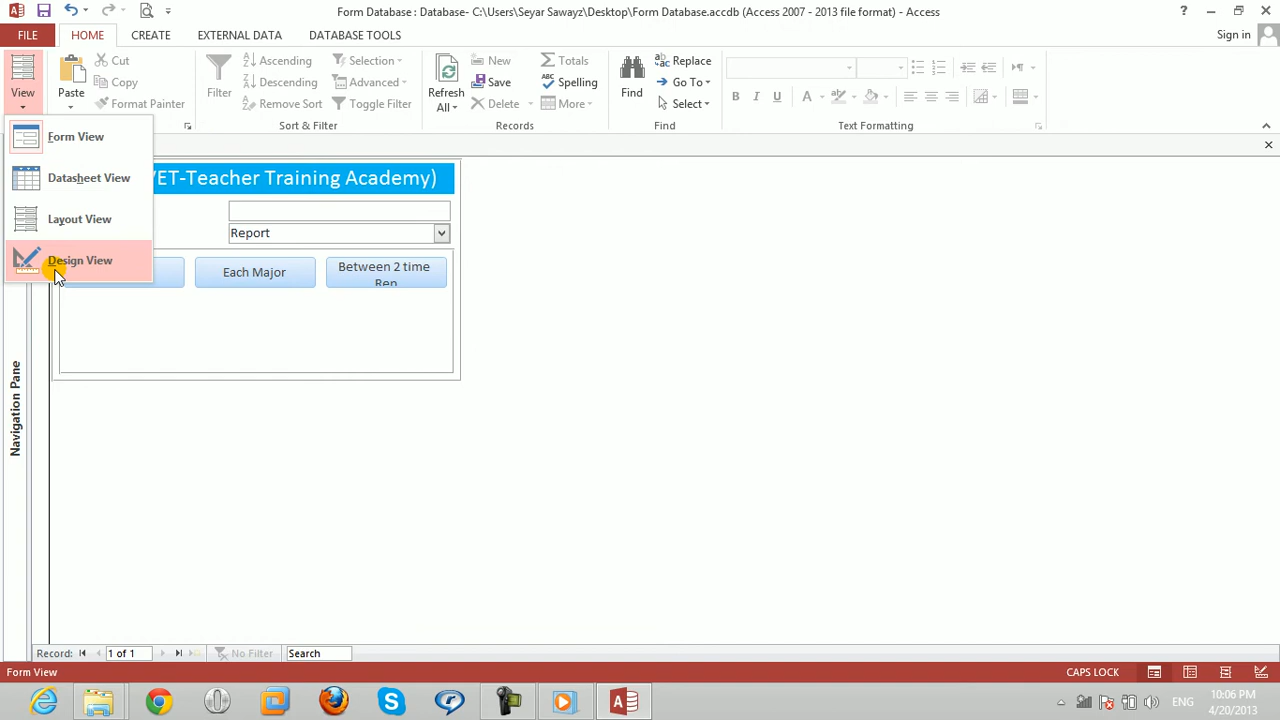 Form Database : Database- C:\Users\Seyar Sawayz\Desktop\Form Database.accdb (Access 2007 - 2013 file format) - Access
FILE HOME CREATE EXTERNAL DATA DATABASE TOOLS Sign in
View Paste Cut Copy Format Painter
Filter Ascending Descending Remove Sort Selection Advanced Toggle Filter
Refresh All New Save Delete Totals Spelling More
Find Replace Go To Select
B I U A
Sort & Filter Records Find Text Formatting
Form View
Datasheet View
Layout View
Design View
VET-Teacher Training Academy)
Report
Each Major
Between 2 time
Rep
Navigation Pane
Record: 1 of 1 No Filter Search
Form View CAPS LOCK
ENG 10:06 PM
4/20/2013